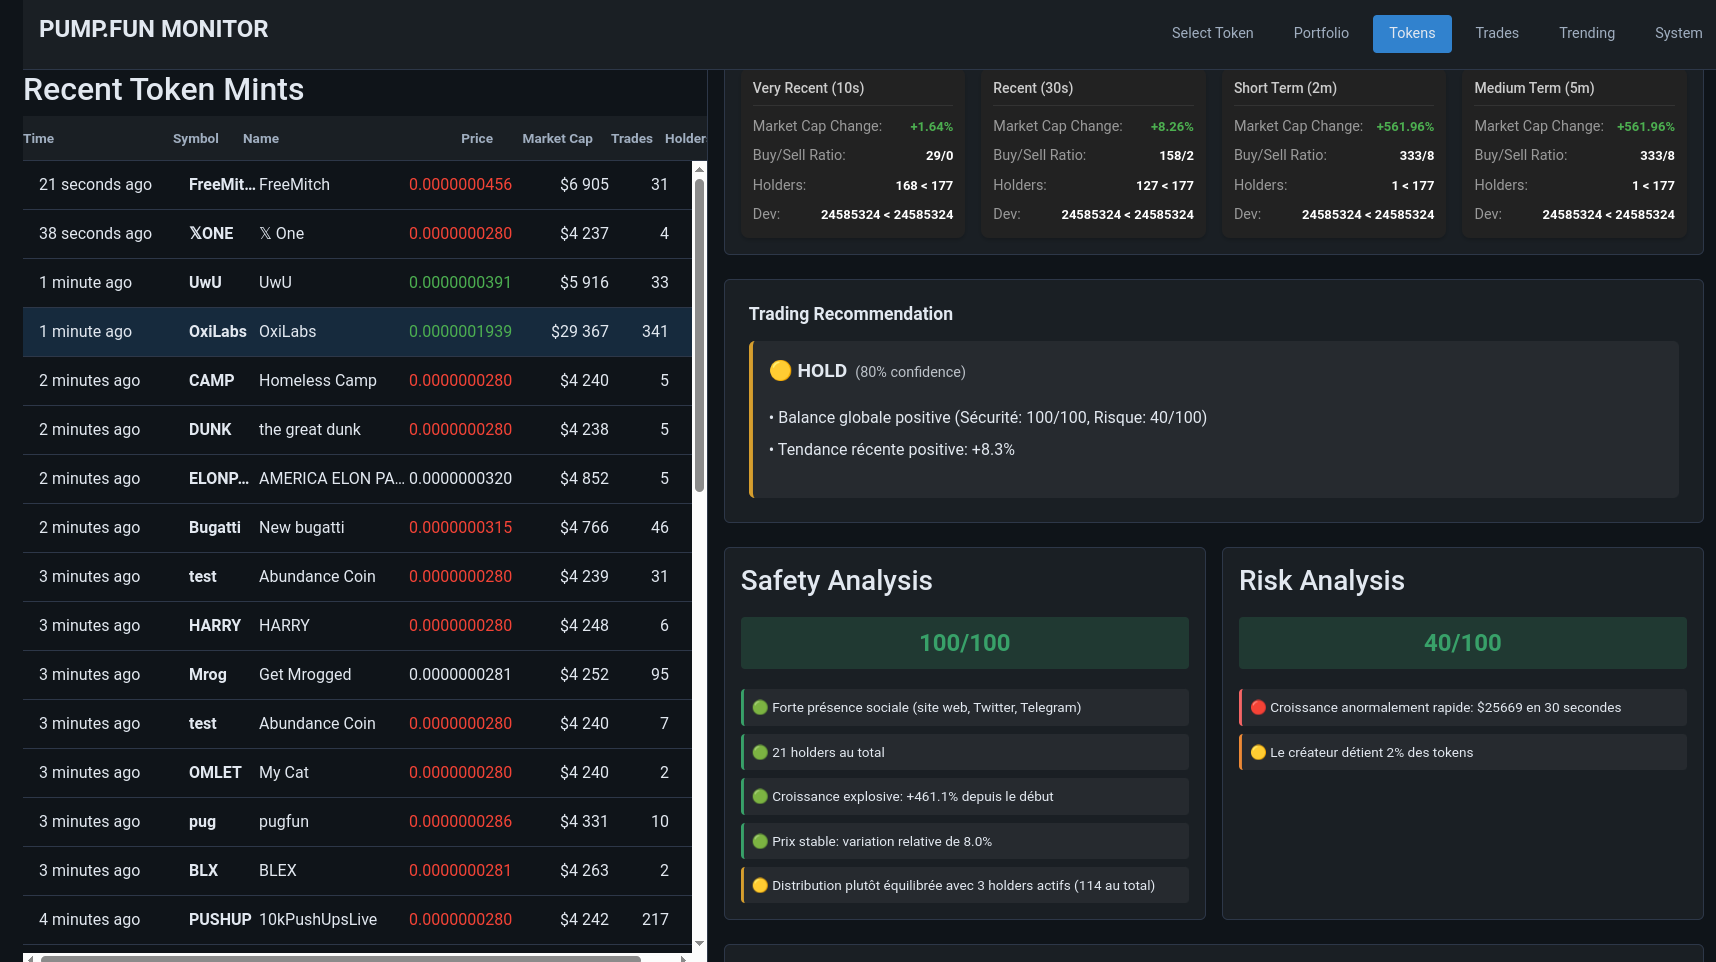 PUMP.FUN MONITOR
Select Token Portfolio Tokens Trades Trending System
Recent Token Mints
Time Symbol Name Price Market Cap Trades Holder
21 seconds ago FreeMit... FreeMitch 0.0000000456 $6 905 31
38 seconds ago 𝕏ONE 𝕏 One 0.0000000280 $4 237 4
1 minute ago UwU UwU 0.0000000391 $5 916 33
1 minute ago OxiLabs OxiLabs 0.0000001939 $29 367 341
2 minutes ago CAMP Homeless Camp 0.0000000280 $4 240 5
2 minutes ago DUNK the great dunk 0.0000000280 $4 238 5
2 minutes ago ELONP... AMERICA ELON PA... 0.0000000320 $4 852 5
2 minutes ago Bugatti New bugatti 0.0000000315 $4 766 46
3 minutes ago test Abundance Coin 0.0000000280 $4 239 31
3 minutes ago HARRY HARRY 0.0000000280 $4 248 6
3 minutes ago Mrog Get Mrogged 0.0000000281 $4 252 95
3 minutes ago test Abundance Coin 0.0000000280 $4 240 7
3 minutes ago OMLET My Cat 0.0000000280 $4 240 2
3 minutes ago pug pugfun 0.0000000286 $4 331 10
3 minutes ago BLX BLEX 0.0000000281 $4 263 2
4 minutes ago PUSHUP 10kPushUpsLive 0.0000000280 $4 242 217
Very Recent (10s)
Market Cap Change: +1.64%
Buy/Sell Ratio: 29/0
Holders: 168 < 177
Dev: 24585324 < 24585324
Recent (30s)
Market Cap Change: +8.26%
Buy/Sell Ratio: 158/2
Holders: 127 < 177
Dev: 24585324 < 24585324
Short Term (2m)
Market Cap Change: +561.96%
Buy/Sell Ratio: 333/8
Holders: 1 < 177
Dev: 24585324 < 24585324
Medium Term (5m)
Market Cap Change: +561.96%
Buy/Sell Ratio: 333/8
Holders: 1 < 177
Dev: 24585324 < 24585324
Trading Recommendation
🟡 HOLD (80% confidence)
• Balance globale positive (Sécurité: 100/100, Risque: 40/100)
• Tendance récente positive: +8.3%
Safety Analysis
100/100
🟢 Forte présence sociale (site web, Twitter, Telegram)
🟢 21 holders au total
🟢 Croissance explosive: +461.1% depuis le début
🟢 Prix stable: variation relative de 8.0%
🟡 Distribution plutôt équilibrée avec 3 holders actifs (114 au total)
Risk Analysis
40/100
🔴 Croissance anormalement rapide: $25669 en 30 secondes
🟡 Le créateur détient 2% des tokens